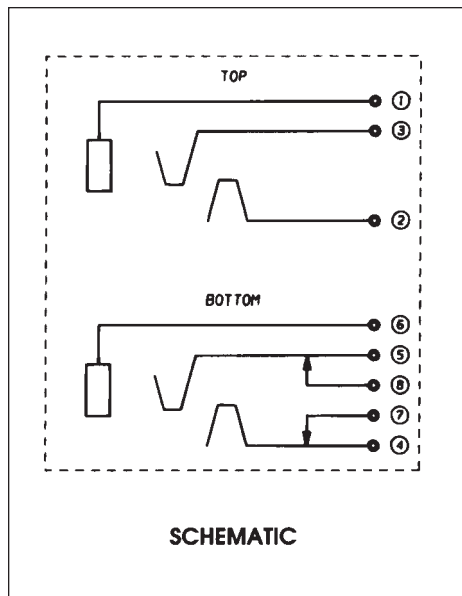 TOP
①
③
②
BOTTOM
⑥
⑤
⑧
⑦
④
SCHEMATIC